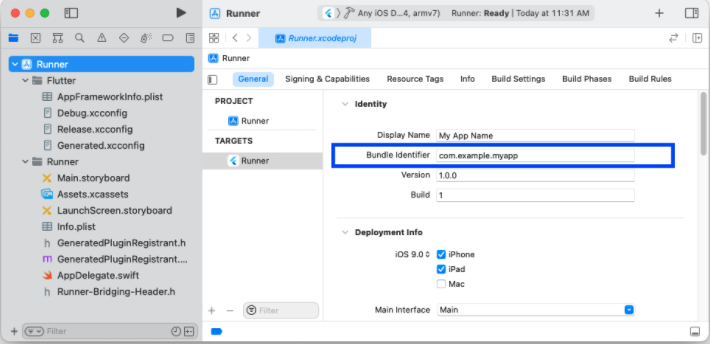 Runner
Any iOS D...4, armv7)
Runner: Ready | Today at 11:31 AM
Runner.xcodeproj
Runner
General
Signing & Capabilities
Resource Tags
Info
Build Settings
Build Phases
Build Rules
Runner
Flutter
AppFrameworkInfo.plist
Debug.xcconfig
Release.xcconfig
Generated.xcconfig
Runner
Main.storyboard
Assets.xcassets
LaunchScreen.storyboard
Info.plist
h GeneratedPluginRegistrant.h
m GeneratedPluginRegistrant....
AppDelegate.swift
h Runner-Bridging-Header.h
Filter
PROJECT
Runner
TARGETS
Runner
Filter
Identity
Display Name My App Name
Bundle Identifier com.example.myapp
Version 1.0.0
Build 1
Deployment Info
iOS 9.0 iPhone
iPad
Mac
Main Interface Main